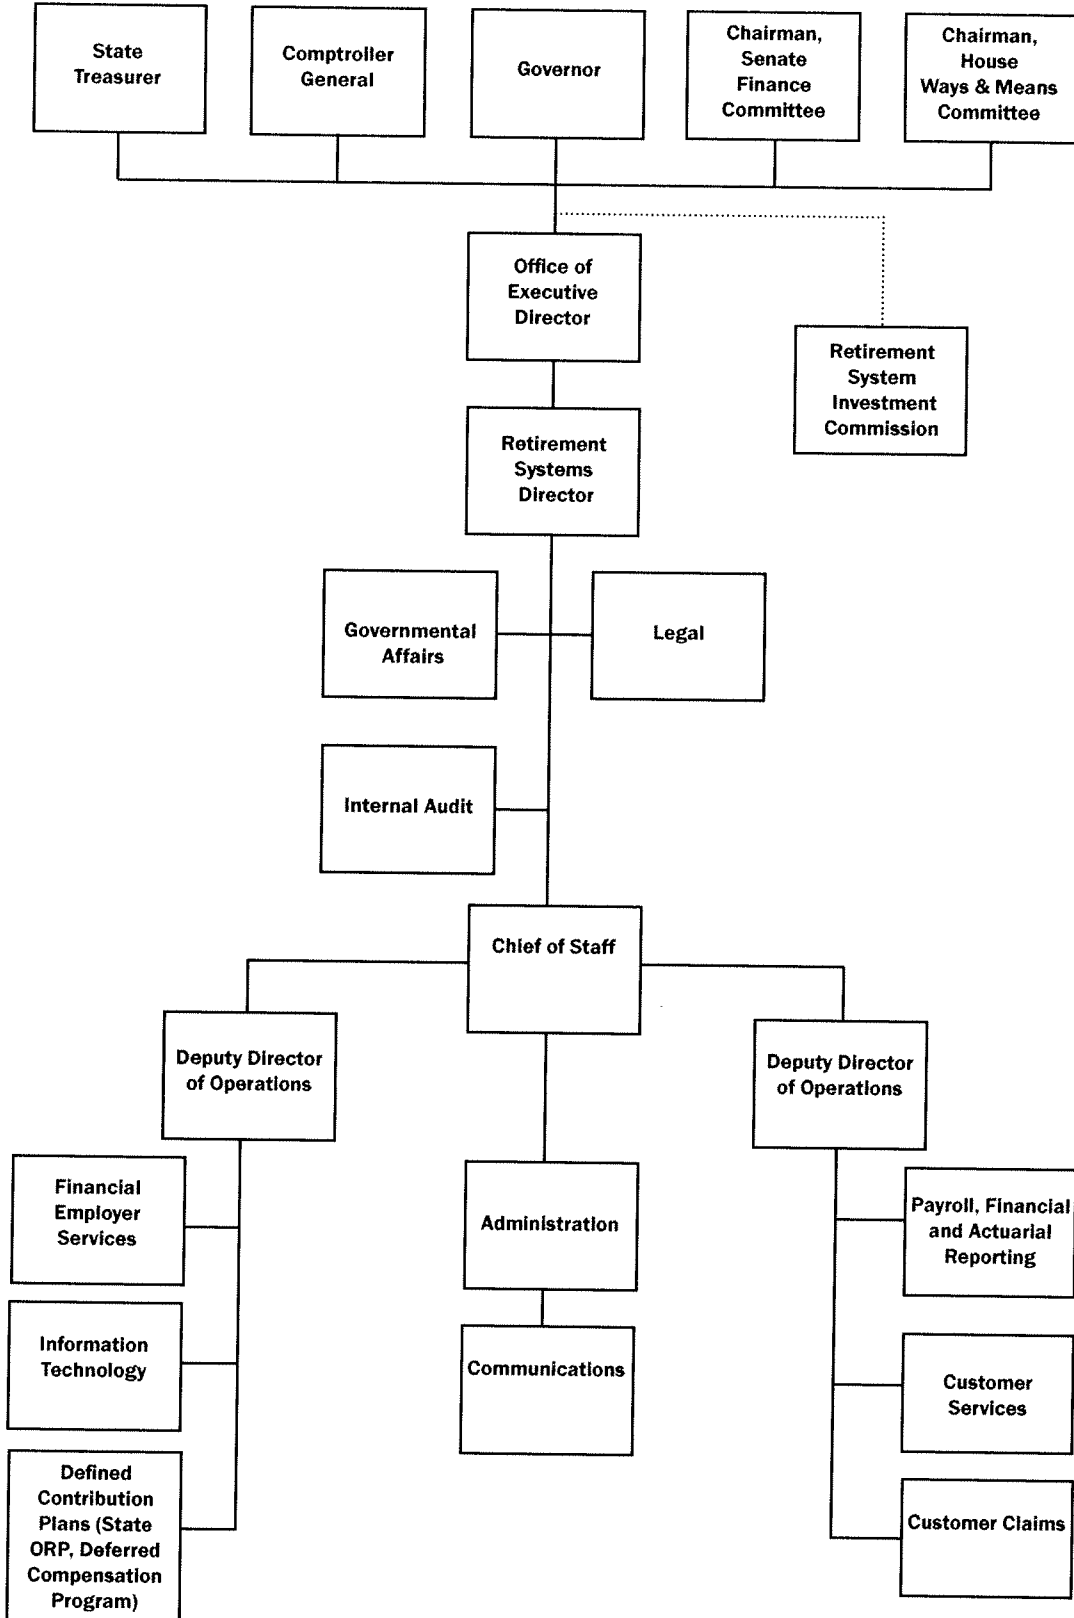 State
Treasurer
Comptroller
General
Governor
Chairman,
Senate
Finance
Committee
Chairman,
House
Ways & Means
Committee
Office of
Executive
Director
Retirement
System
Investment
Commission
Retirement
Systems
Director
Governmental
Affairs
Legal
Internal Audit
Chief of Staff
Deputy Director
of Operations
Deputy Director
of Operations
Financial
Employer
Services
Administration
Payroll, Financial
and Actuarial
Reporting
Information
Technology
Communications
Customer
Services
Defined
Contribution
Plans (State
ORP, Deferred
Compensation
Program)
Customer Claims